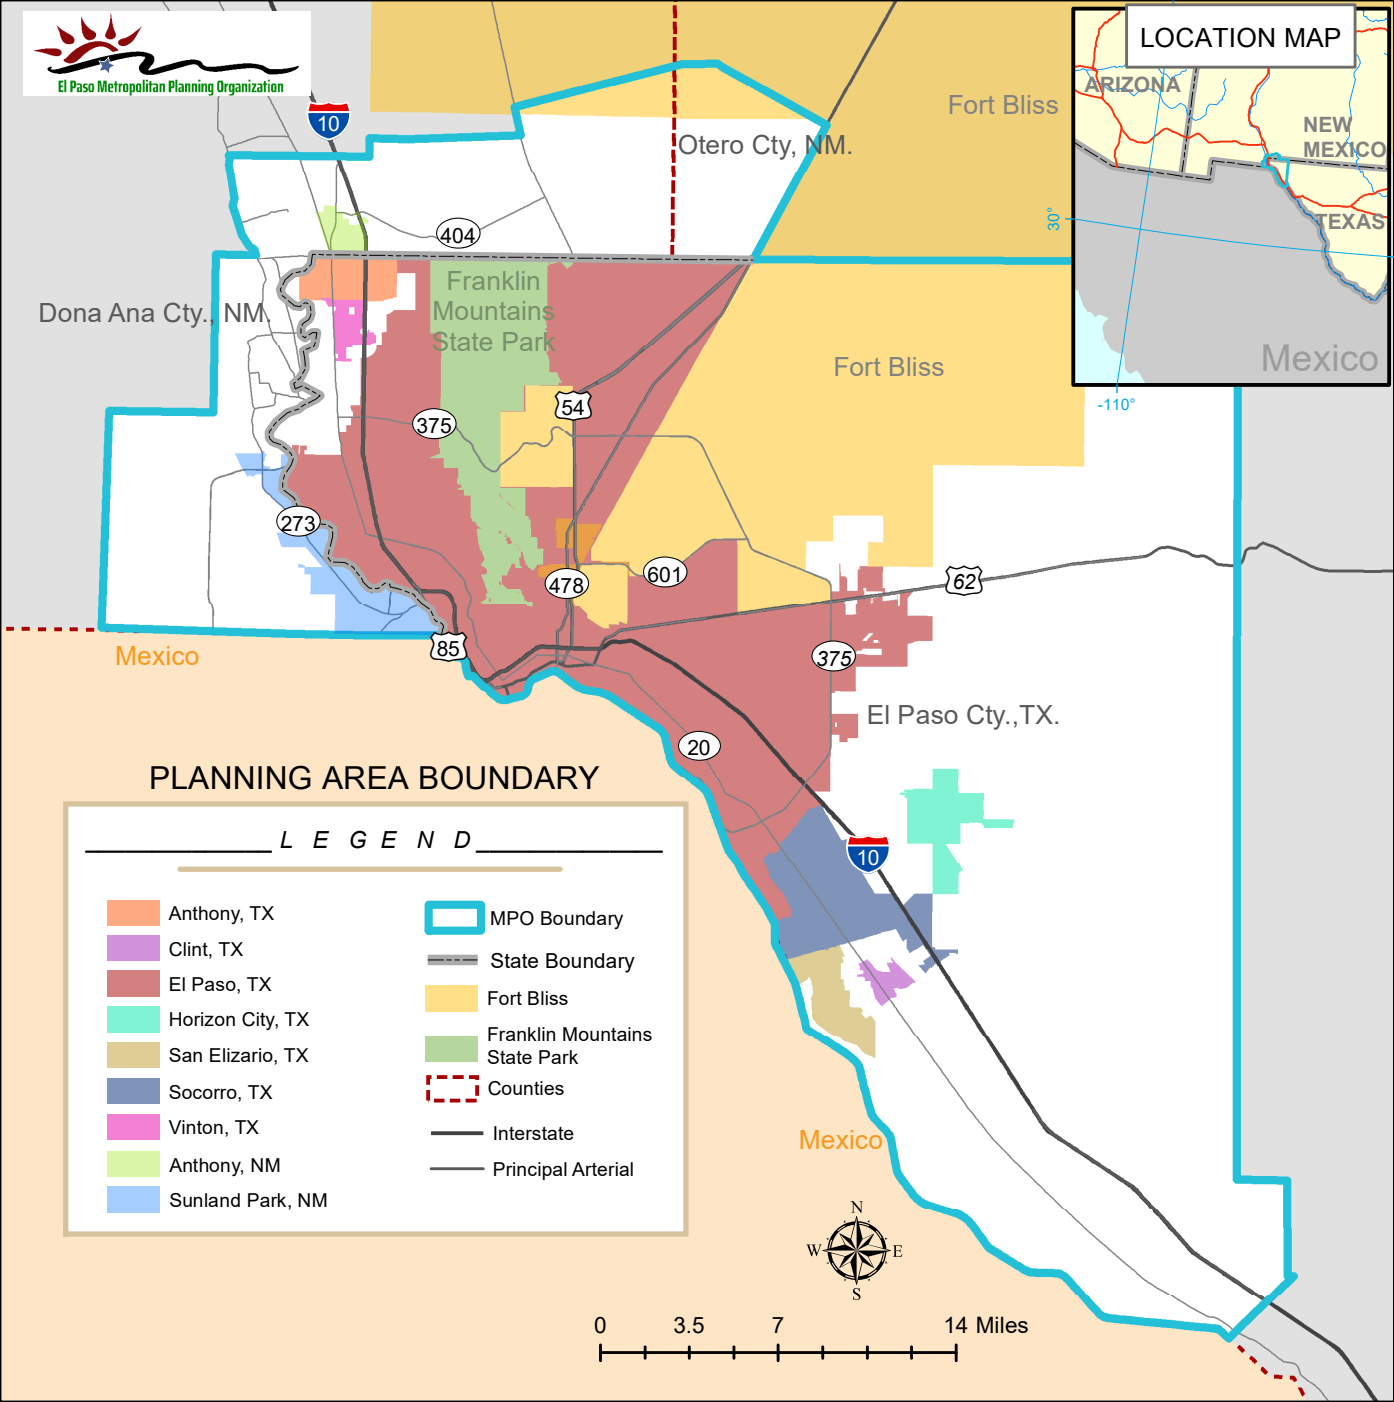 El Paso Metropolitan Planning Organization
10
LOCATION MAP
ARIZONA
NEW
MEXICO
TEXAS
30°
Mexico
-110°
Fort Bliss
Otero Cty, NM.
404
Franklin
Mountains
State Park
Dona Ana Cty., NM.
Fort Bliss
54
375
273
478
601
62
85
Mexico
375
El Paso Cty.,TX.
20
10
PLANNING AREA BOUNDARY
LEGEND
Anthony, TX
Clint, TX
El Paso, TX
Horizon City, TX
San Elizario, TX
Socorro, TX
Vinton, TX
Anthony, NM
Sunland Park, NM
MPO Boundary
State Boundary
Fort Bliss
Franklin Mountains
State Park
Counties
Interstate
Principal Arterial
Mexico
N
W E
S
0 3.5 7 14 Miles